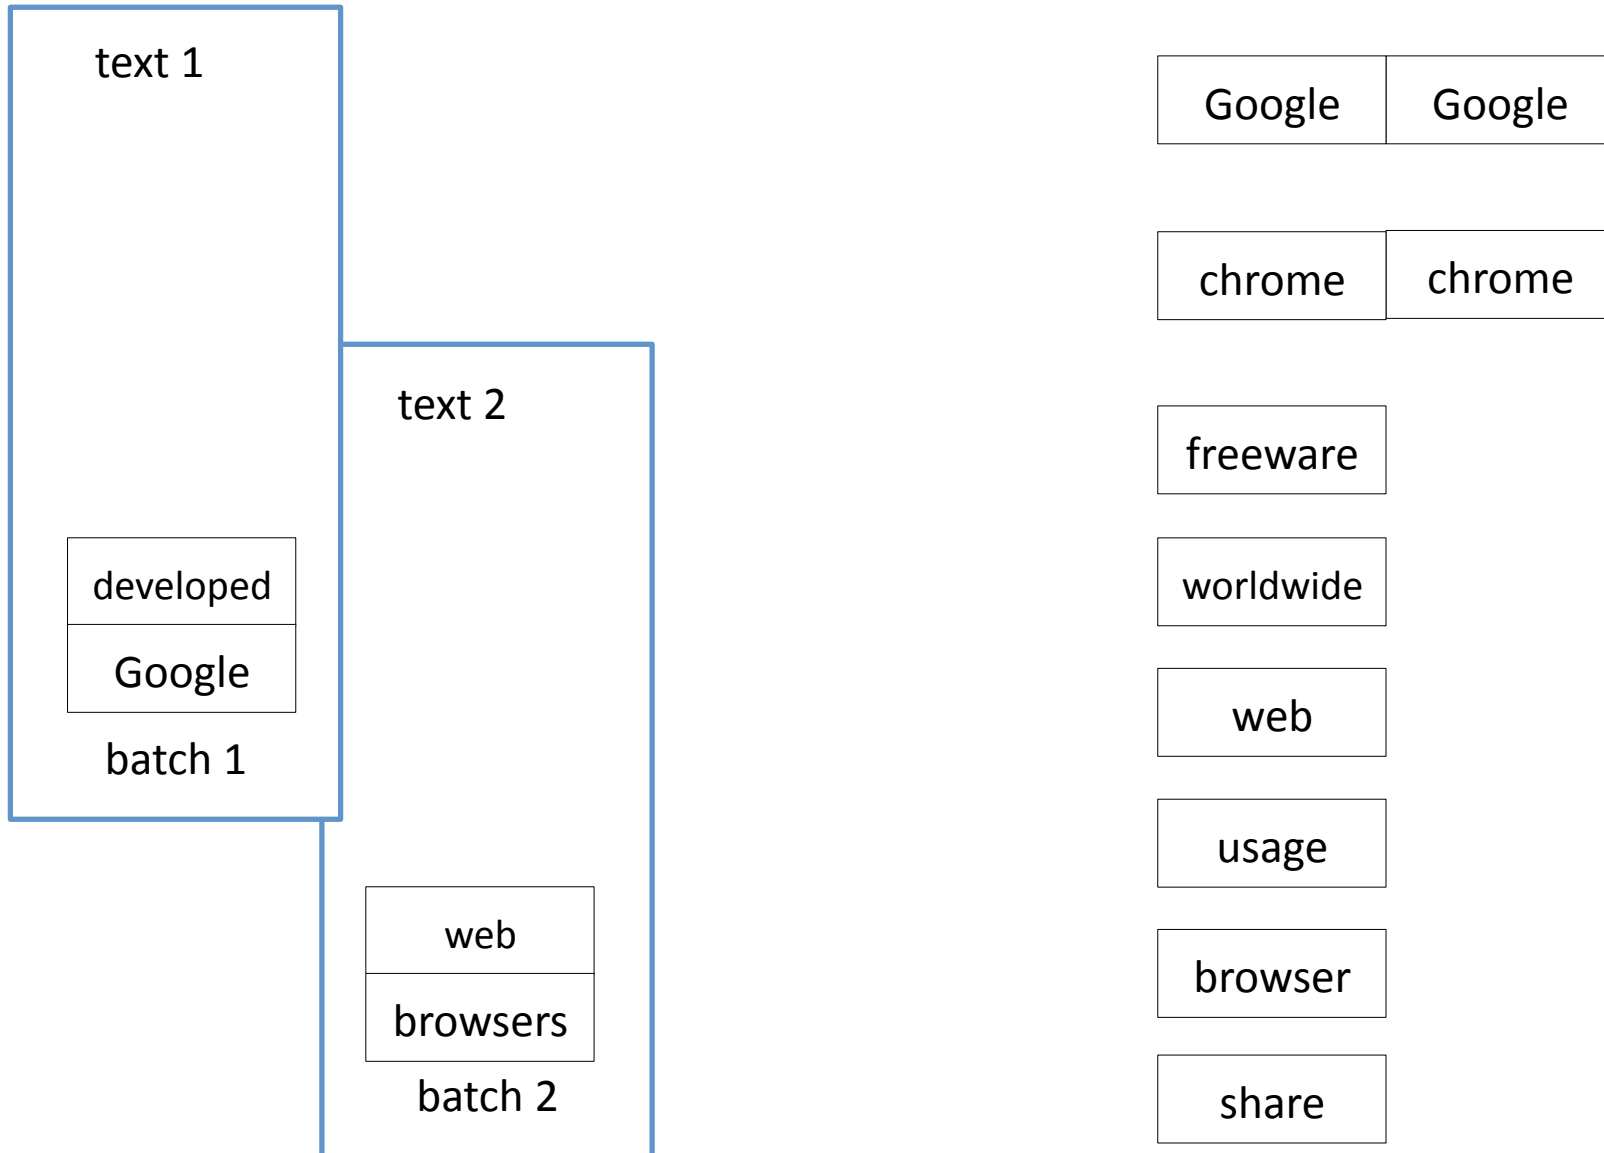 text 1
developed
Google
batch 1
text 2
web
browsers
batch 2
Google Google
chrome chrome
freeware
worldwide
web
usage
browser
share